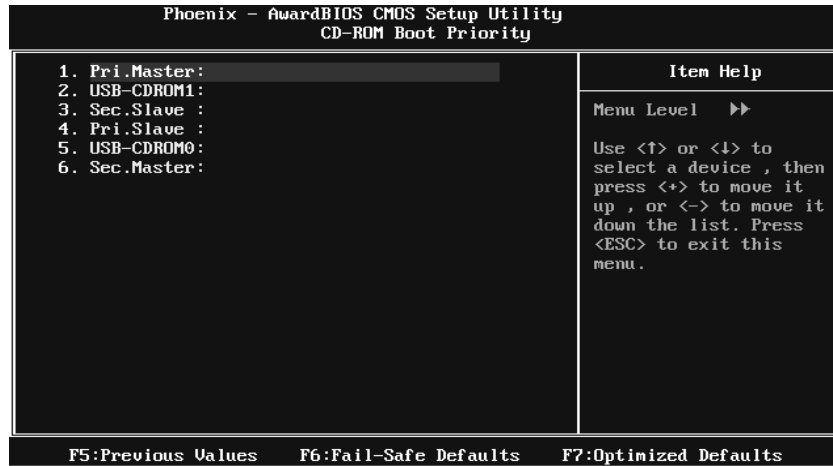 Phoenix - AwardBIOS CMOS Setup Utility
CD-ROM Boot Priority
1. Pri.Master:
2. USB-CDROM1:
3. Sec.Slave :
4. Pri.Slave :
5. USB-CDROM0:
6. Sec.Master:
Item Help
Menu Level ▶▶
Use <↑> or <↓> to
select a device , then
press <+> to move it
up , or <-> to move it
down the list. Press
<ESC> to exit this
menu.
F5:Previous Values F6:Fail-Safe Defaults F7:Optimized Defaults